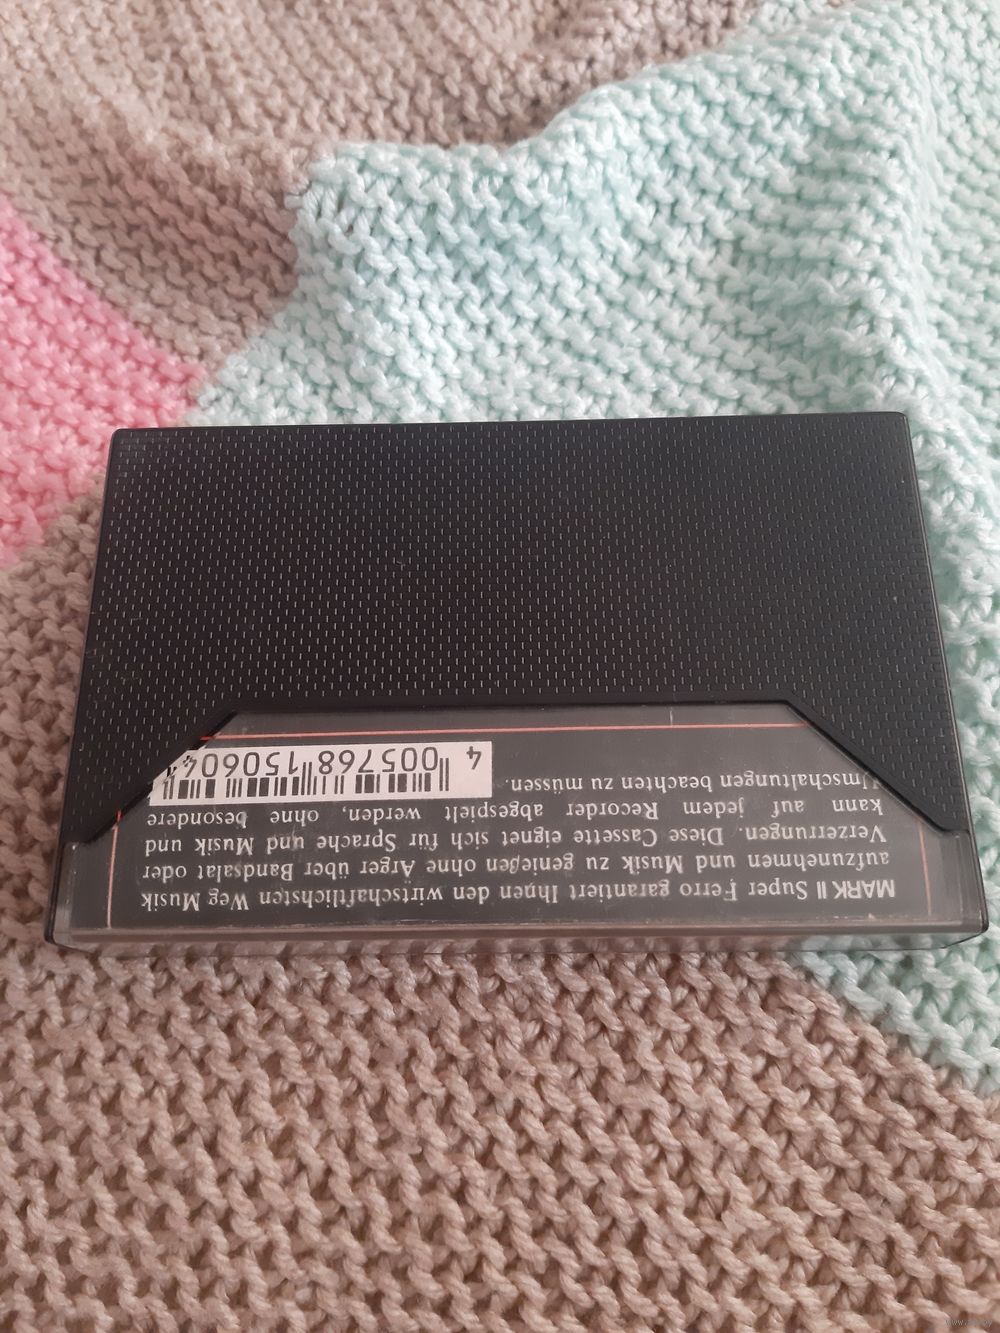 MARK II Super Ferro garantiert Ihnen den wirtschaftlichsten Weg Musik
aufzunehmen und Musik zu genießen ohne Ärger über Bandsalat oder
Verzerrungen. Diese Cassette eignet sich für Sprache und Musik und
kann auf jedem Recorder abgespielt werden, ohne besondere
Umschaltungen beachten zu müssen.
4 005768 150604